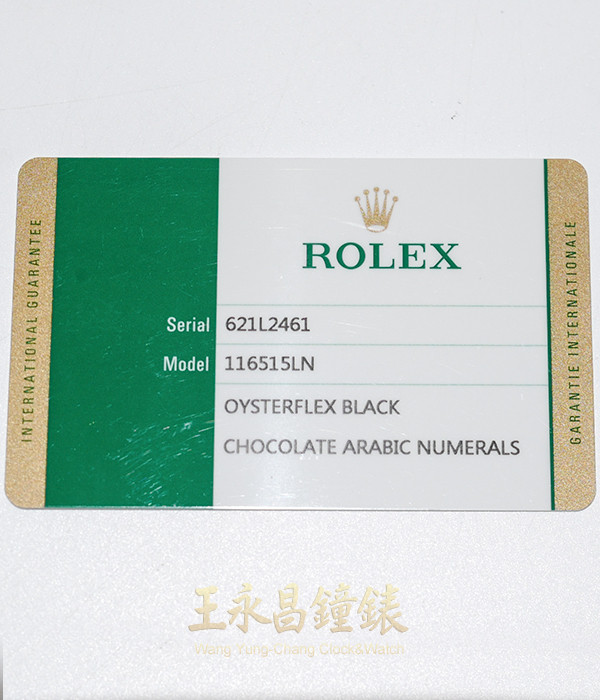 INTERNATIONAL GUARANTEE
ROLEX
Serial 621L2461
Model 116515LN
OYSTERFLEX BLACK
CHOCOLATE ARABIC NUMERALS
GARANTIE INTERNATIONALE
王永昌鐘錶
Wang Yung-Chang Clock&Watch